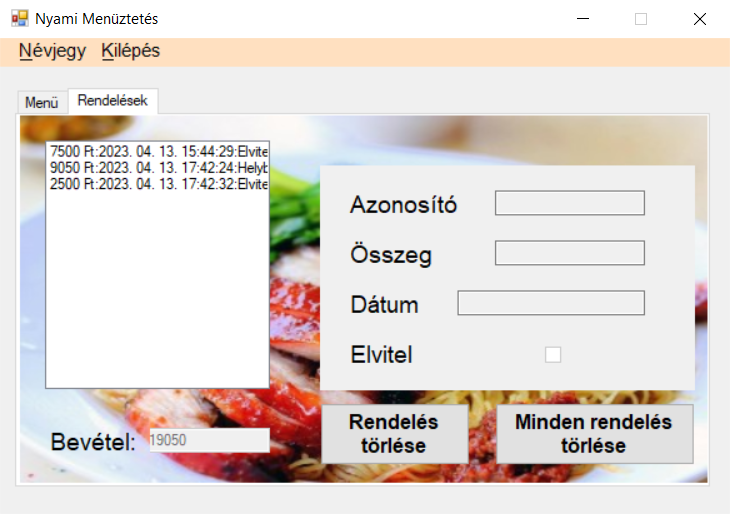 Nyami Menüztetés
Névjegy Kilépés
Menü Rendelések
7500 Ft:2023. 04. 13. 15:44:29:Elvite
9050 Ft:2023. 04. 13. 17:42:24:Helyb
2500 Ft:2023. 04. 13. 17:42:32:Elvite
Azonosító
Összeg
Dátum
Elvitel
Bevétel: 19050
Rendelés
törlése
Minden rendelés
törlése